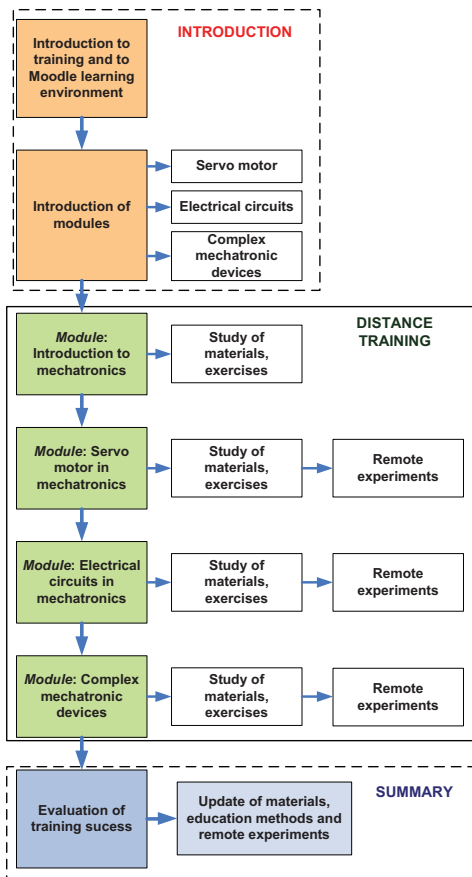 INTRODUCTION
Introduction to
training and to
Moodle learning
environment
Introduction of
modules
Servo motor
Electrical circuits
Complex
mechatronic
devices
DISTANCE
TRAINING
Module:
Introduction to
mechatronics
Study of
materials,
exercises
Module: Servo
motor in
mechatronics
Study of
materials,
exercises
Remote
experiments
Module: Electrical
circuits in
mechatronics
Study of
materials,
exercises
Remote
experiments
Module: Complex
mechatronic
devices
Study of
materials,
exercises
Remote
experiments
SUMMARY
Evaluation of
training sucess
Update of materials,
education methods and
remote experiments